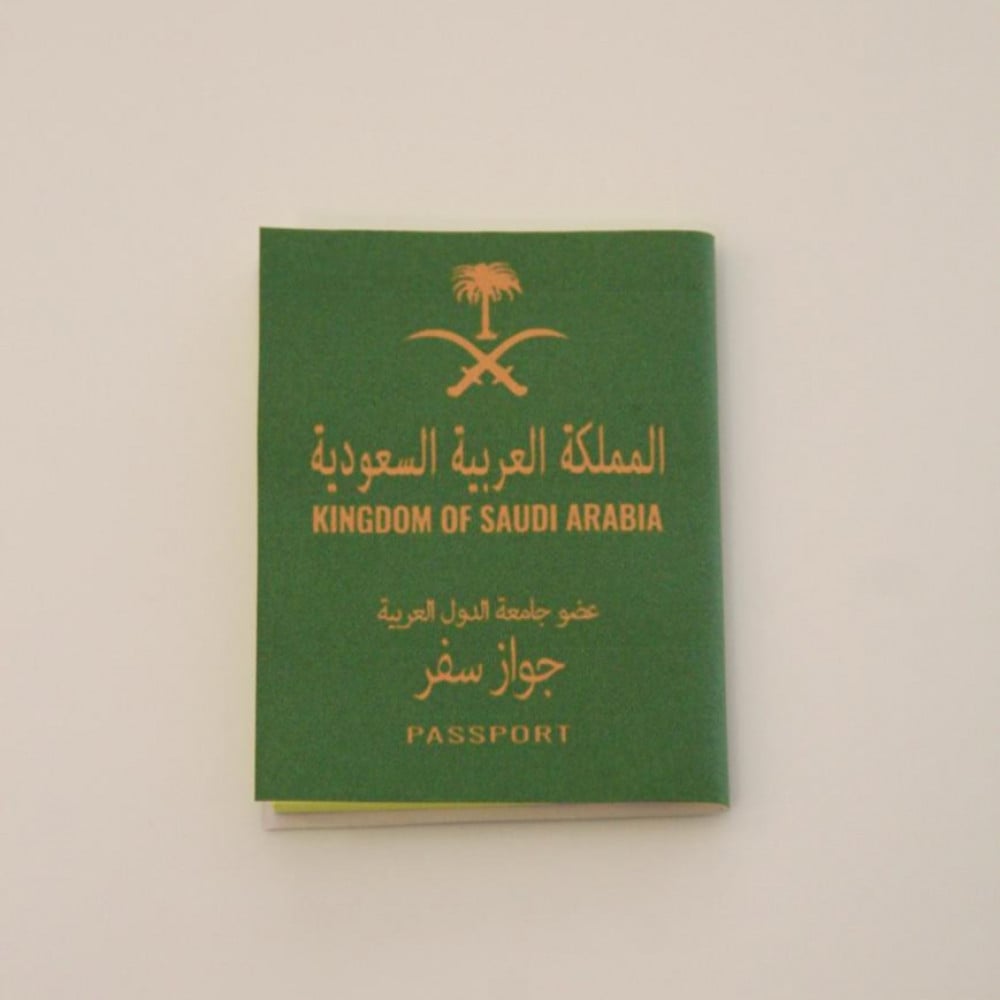 المملكة العربية السعودية
KINGDOM OF SAUDI ARABIA
عضو جامعة الدول العربية
جواز سفر
PASSPORT